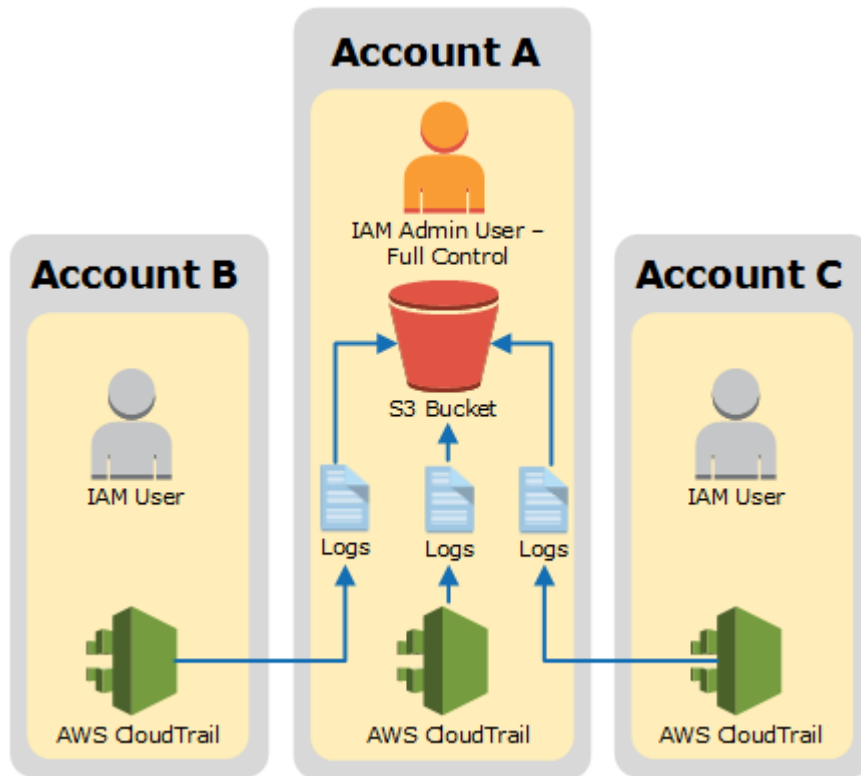 Account A
IAM Admin User –
Full Control
S3 Bucket
Logs
Logs
Logs
AWS CloudTrail
Account B
IAM User
AWS CloudTrail
Account C
IAM User
AWS CloudTrail